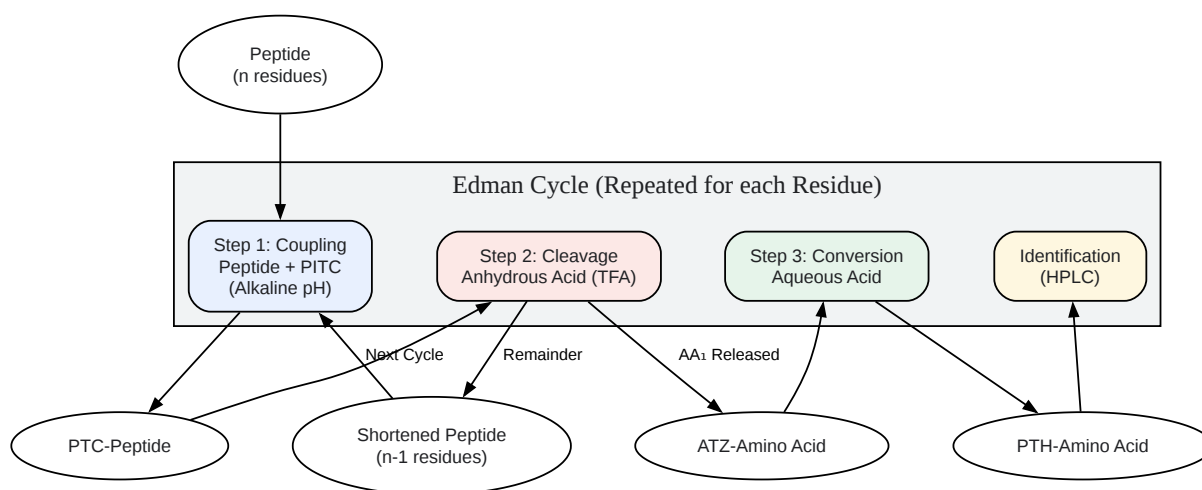 Peptide
(n residues)
Edman Cycle (Repeated for each Residue)
Step 1: Coupling
Peptide + PITC
(Alkaline pH)
Step 2: Cleavage
Anhydrous Acid (TFA)
Step 3: Conversion
Aqueous Acid
Identification
(HPLC)
Next Cycle
Remainder
AA₁ Released
PTC-Peptide
Shortened Peptide
(n-1 residues)
ATZ-Amino Acid
PTH-Amino Acid